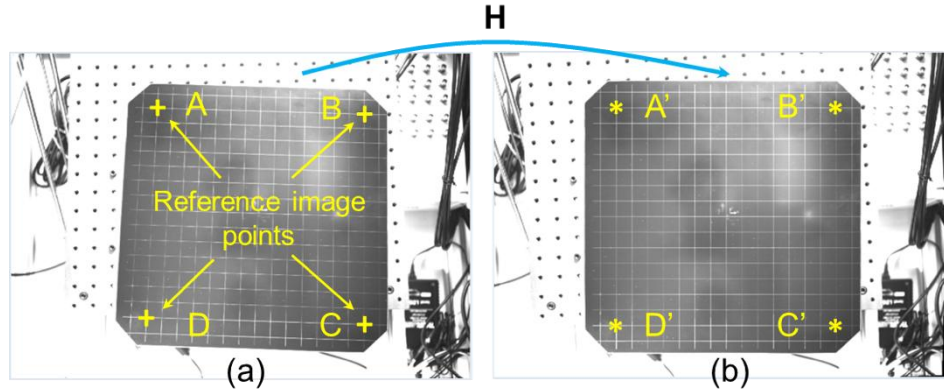 H
A
B
A’
B’
Reference image
points
D
C
D’
C’
(a)
(b)